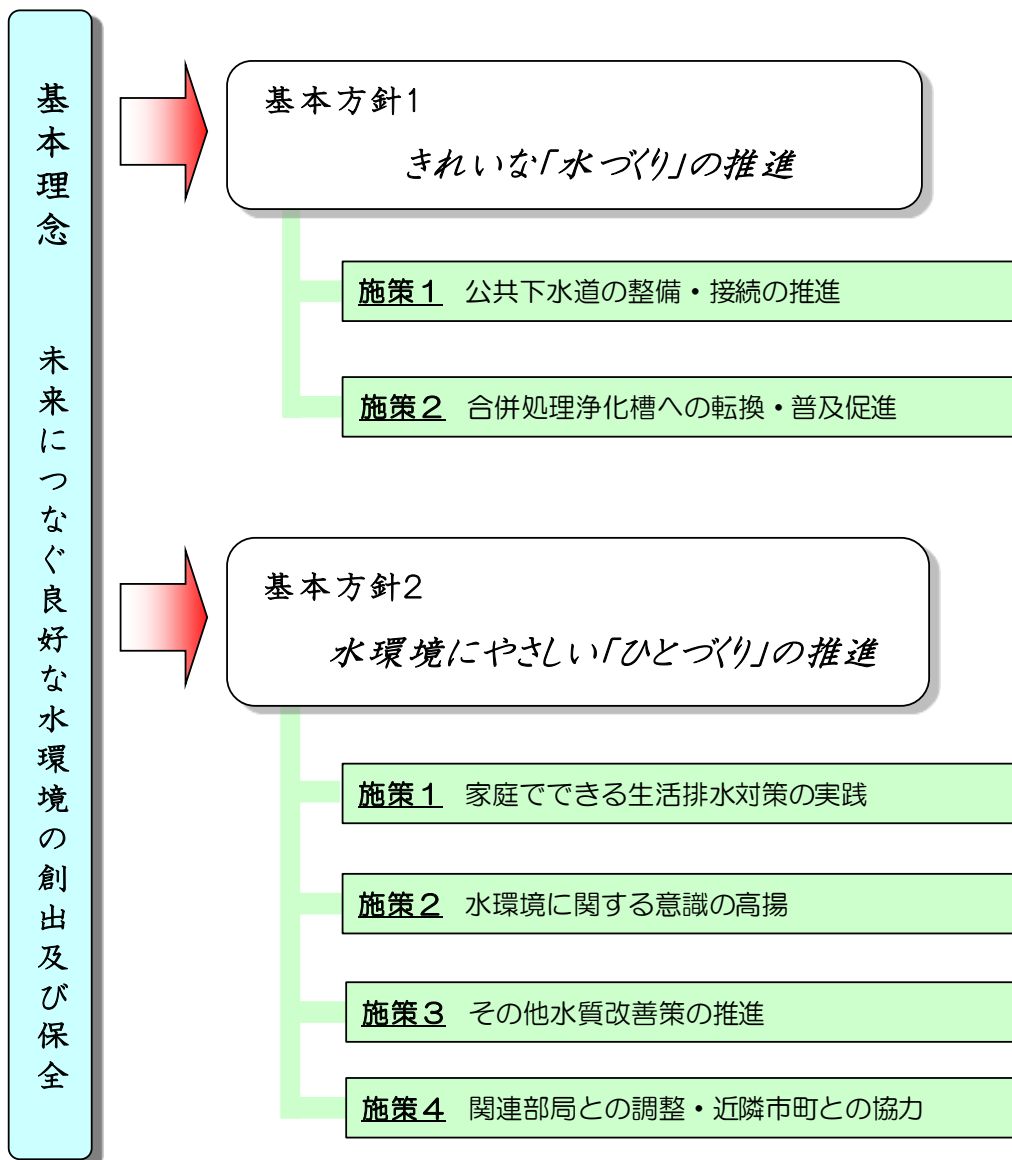 基本理念　未来につなぐ良好な水環境の創出及び保全
基本方針1
きれいな「水づくり」の推進
施策１ 公共下水道の整備・接続の推進
施策２ 合併処理浄化槽への転換・普及促進
基本方針2
水環境にやさしい「ひとづくり」の推進
施策１ 家庭でできる生活排水対策の実践
施策２ 水環境に関する意識の高揚
施策３ その他水質改善策の推進
施策４ 関連部局との調整・近隣市町との協力